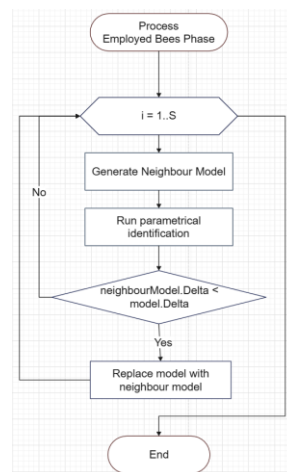 Process
Employed Bees Phase
i = 1..S
Generate Neighbour Model
No
Run parametrical
identification
neighbourModel.Delta <
model.Delta
Yes
Replace model with
neighbour model
End